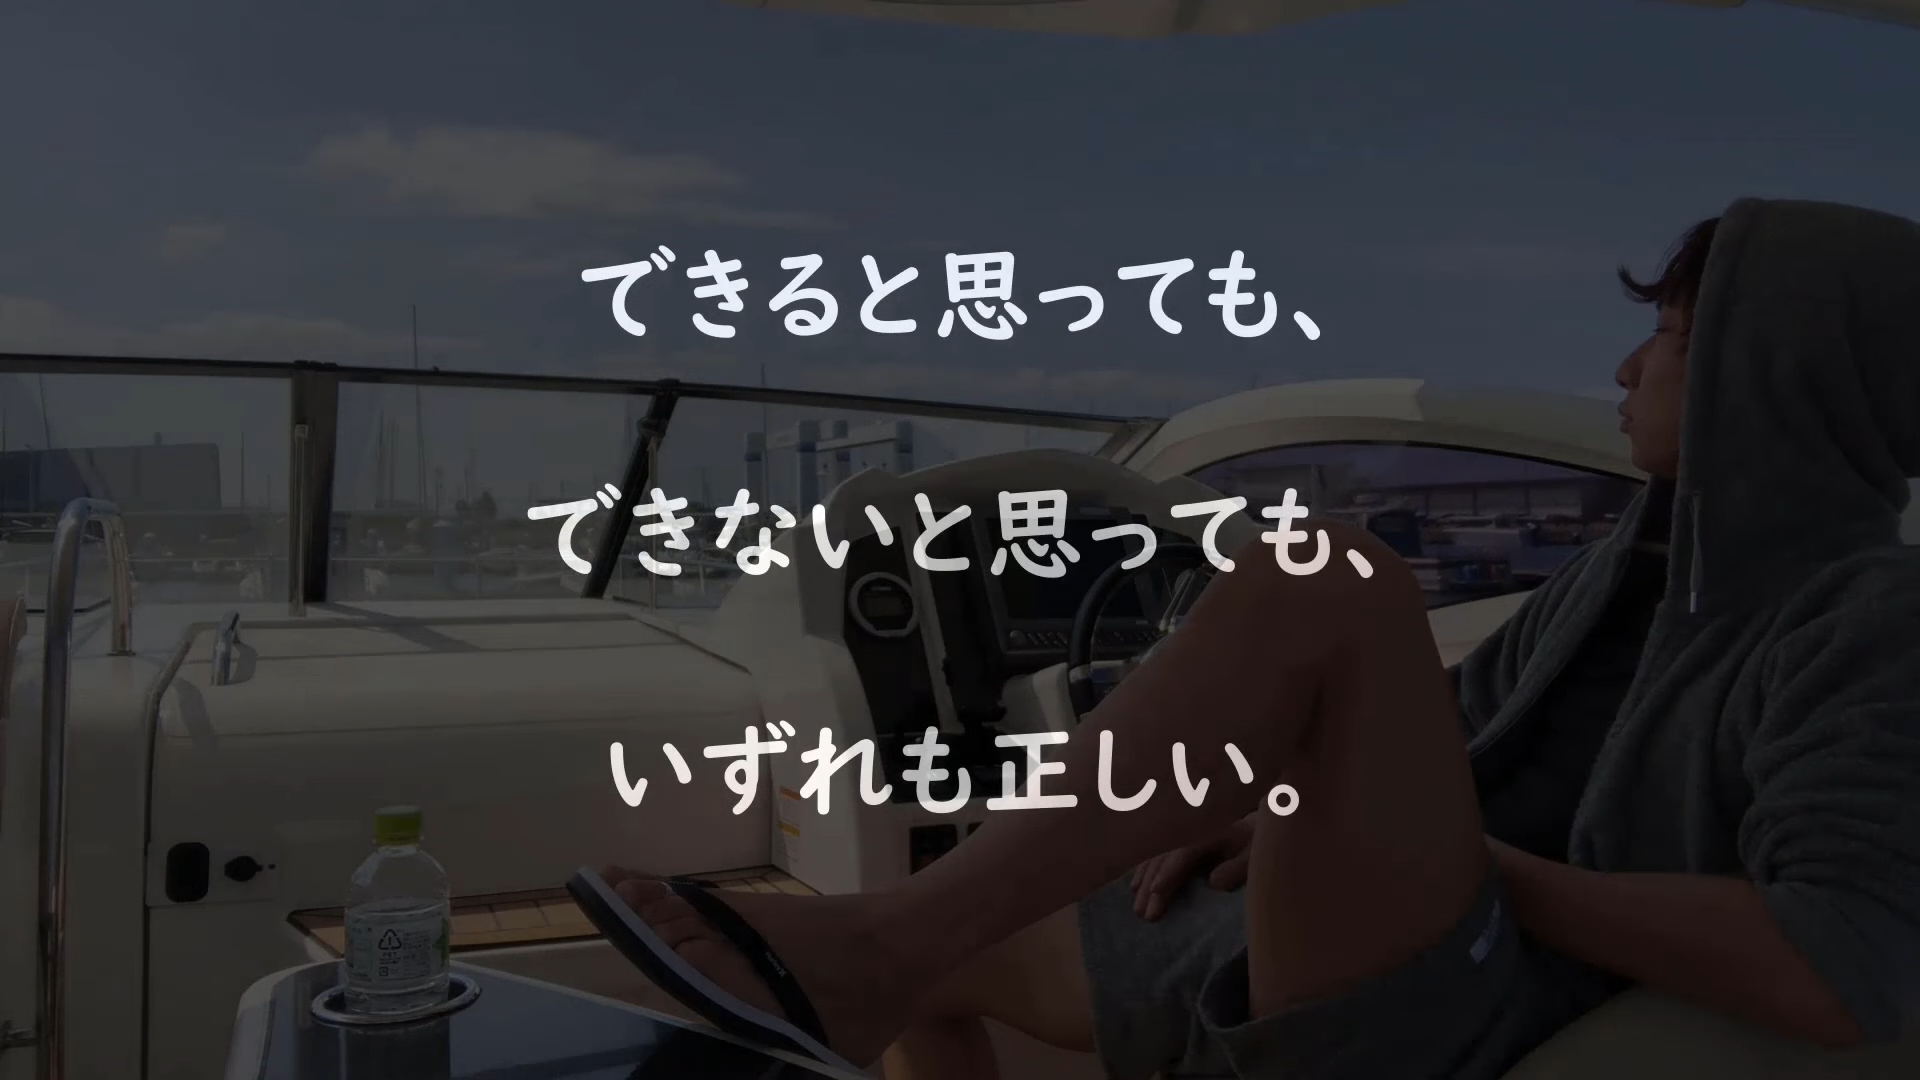 できると思っても、
できないと思っても、
いずれも正しい。